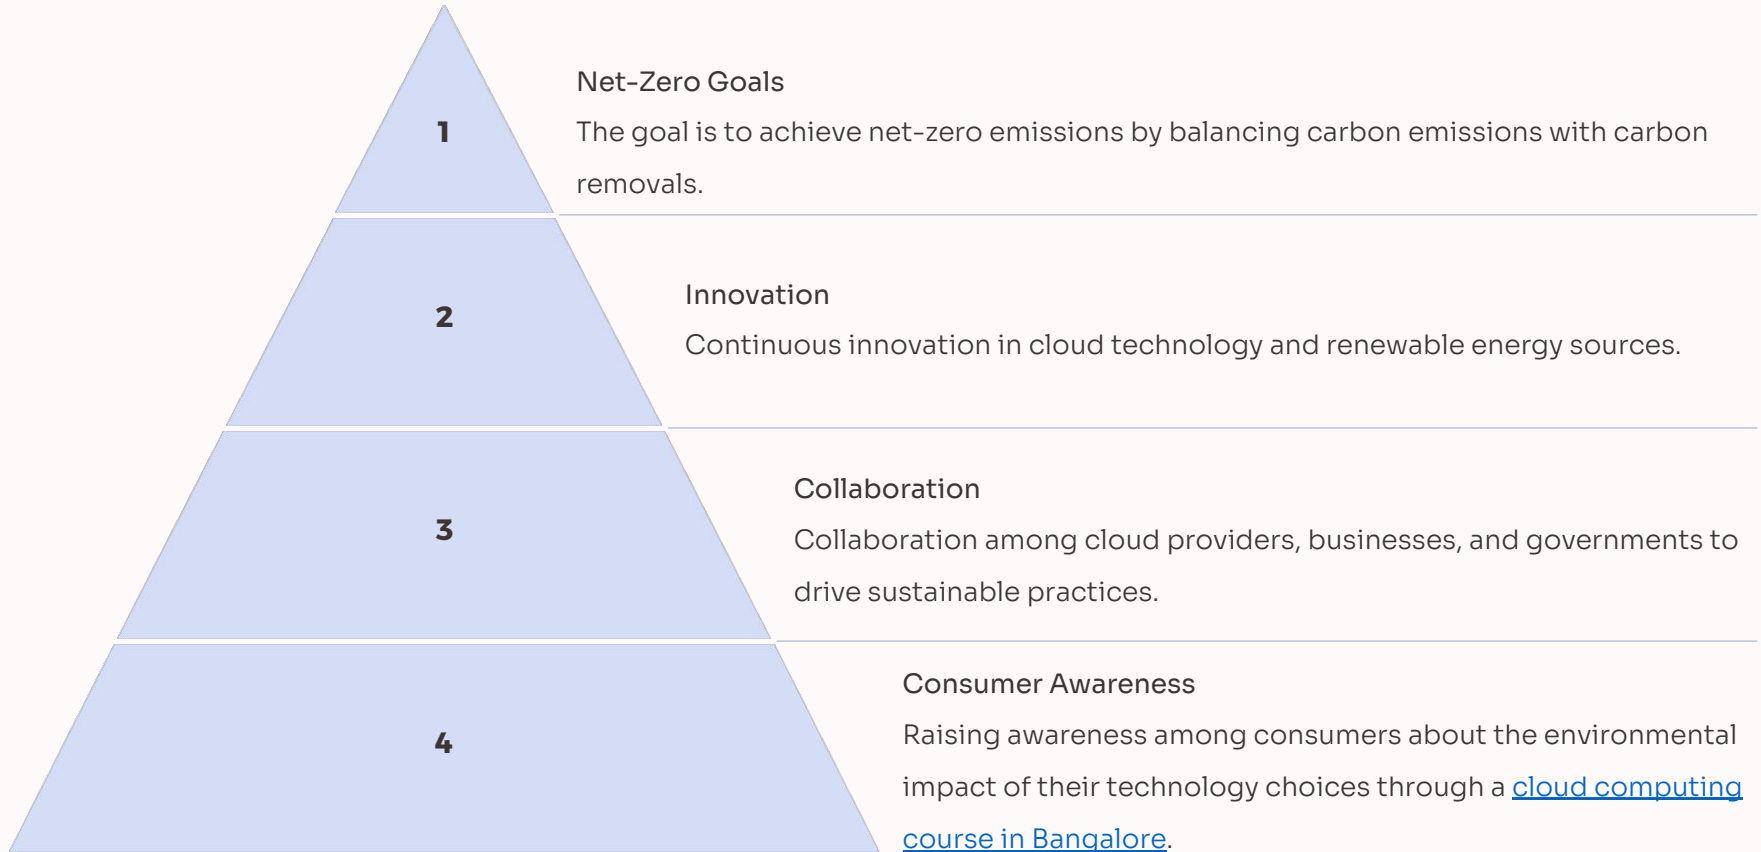 1
Net-Zero Goals
The goal is to achieve net-zero emissions by balancing carbon emissions with carbon
removals.
2
Innovation
Continuous innovation in cloud technology and renewable energy sources.
3
Collaboration
Collaboration among cloud providers, businesses, and governments to
drive sustainable practices.
4
Consumer Awareness
Raising awareness among consumers about the environmental
impact of their technology choices through a cloud computing
course in Bangalore.